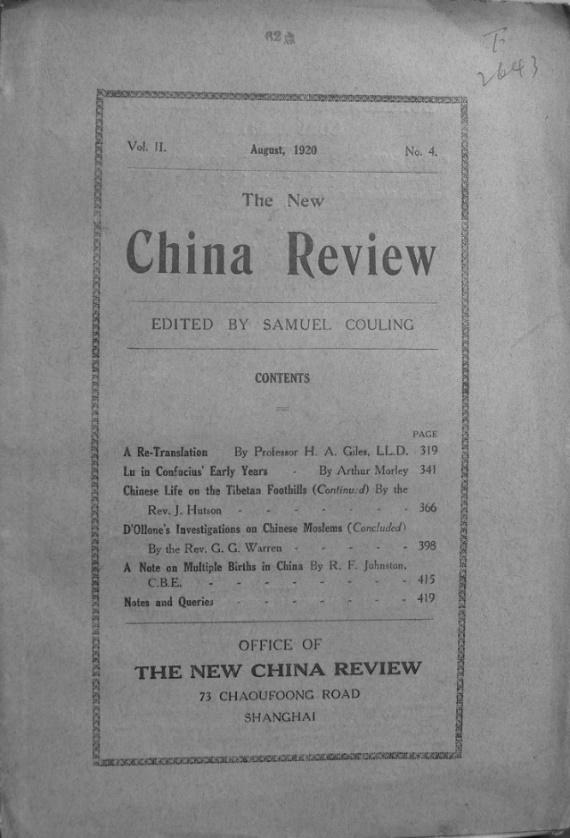 F
2643
Vol. II. August, 1920 No. 4.
The New
China Review
EDITED BY SAMUEL COULING
CONTENTS
PAGE
A Re-Translation By Professor H. A. Giles, LL.D. 319
Lu in Confucius' Early Years - By Arthur Morley 341
Chinese Life on the Tibetan Foothills (Continued) By the
Rev. J. Hutson - - - - - - - 366
D'Ollone's Investigations on Chinese Moslems (Concluded)
By the Rev. G. G. Warren - - - - - 398
A Note on Multiple Births in China By R. F. Johnston,
C.B.E. - - - - - - - - 415
Notes and Queries - - - - - - - 419
OFFICE OF
THE NEW CHINA REVIEW
73 CHAOUFOONG ROAD
SHANGHAI